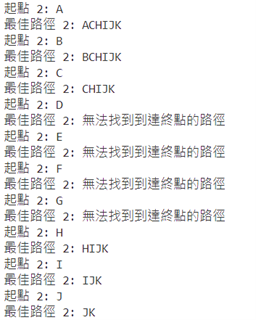 起點 2: A
最佳路徑 2: ACHIJK
起點 2: B
最佳路徑 2: BCHIJK
起點 2: C
最佳路徑 2: CHIJK
起點 2: D
最佳路徑 2: 無法找到到達終點的路徑
起點 2: E
最佳路徑 2: 無法找到到達終點的路徑
起點 2: F
最佳路徑 2: 無法找到到達終點的路徑
起點 2: G
最佳路徑 2: 無法找到到達終點的路徑
起點 2: H
最佳路徑 2: HIJK
起點 2: I
最佳路徑 2: IJK
起點 2: J
最佳路徑 2: JK